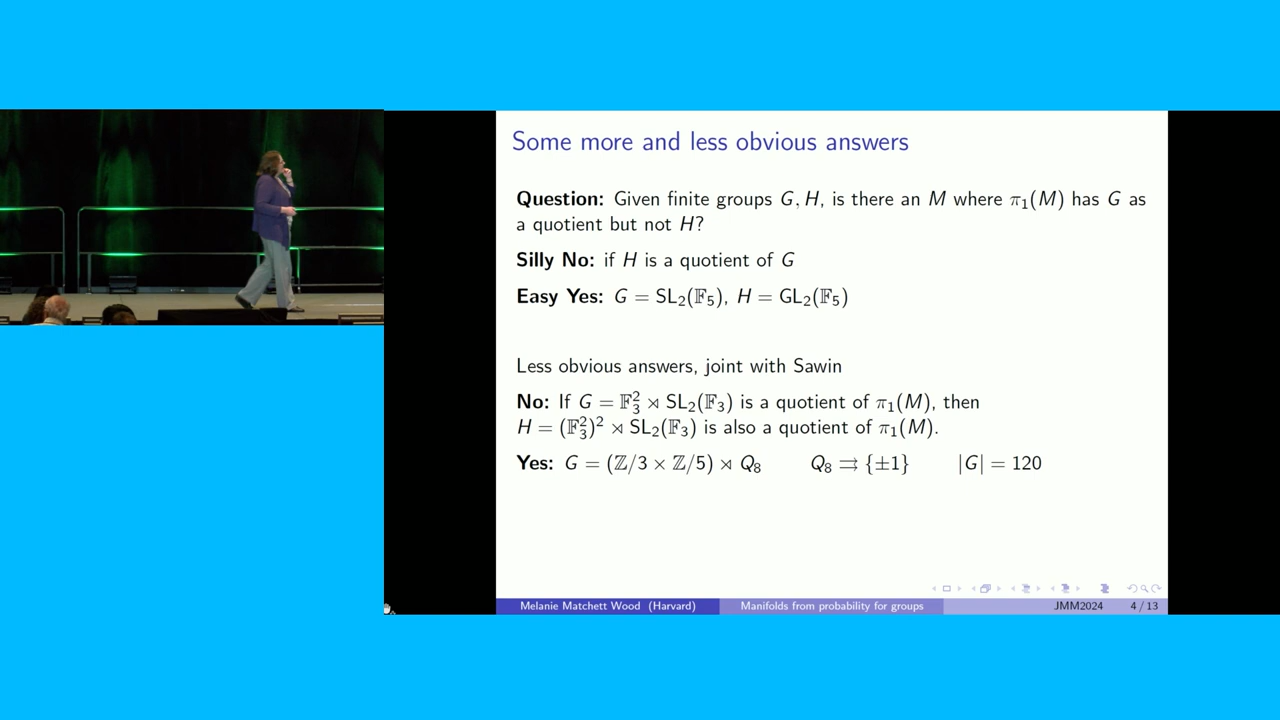 Some more and less obvious answers
Question: Given finite groups G, H, is there an M where π₁(M) has G as
a quotient but not H?
Silly No: if H is a quotient of G
Easy Yes: G = SL₂(𝔽₅), H = GL₂(𝔽₅)
Less obvious answers, joint with Sawin
No: If G = 𝔽₃² ⋊ SL₂(𝔽₃) is a quotient of π₁(M), then
H = (𝔽₃²)² ⋊ SL₂(𝔽₃) is also a quotient of π₁(M).
Yes: G = (ℤ/3 × ℤ/5) ⋊ Q₈ Q₈ ⇉ {±1} |G| = 120
Melanie Matchett Wood (Harvard) Manifolds from probability for groups JMM2024 4 / 13